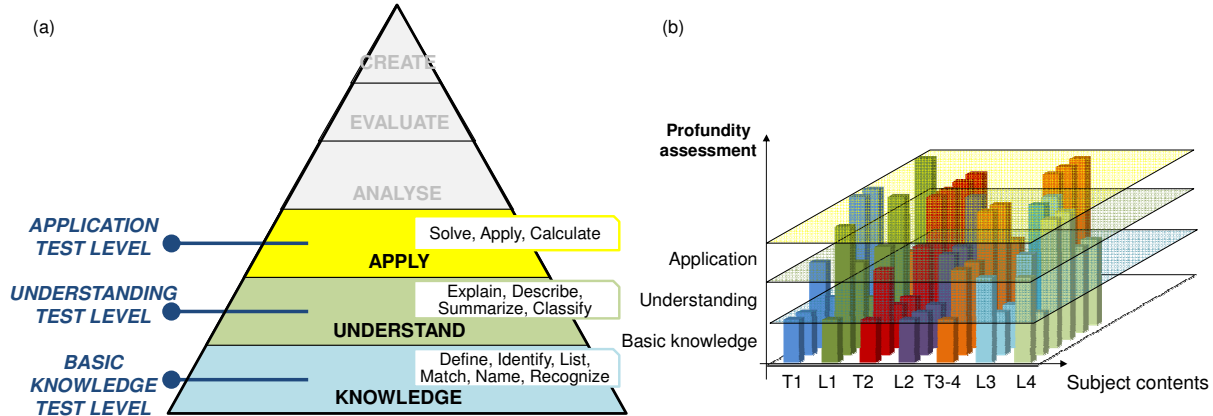 (a)
CREATE
EVALUATE
ANALYSE
APPLICATION
TEST LEVEL
Solve, Apply, Calculate
APPLY
UNDERSTANDING
TEST LEVEL
Explain, Describe,
Summarize, Classify
UNDERSTAND
BASIC
KNOWLEDGE
TEST LEVEL
Define, Identify, List,
Match, Name, Recognize
KNOWLEDGE
(b)
Profundity
assessment
Application
Understanding
Basic knowledge
T1 L1 T2 L2 T3-4 L3 L4 Subject contents